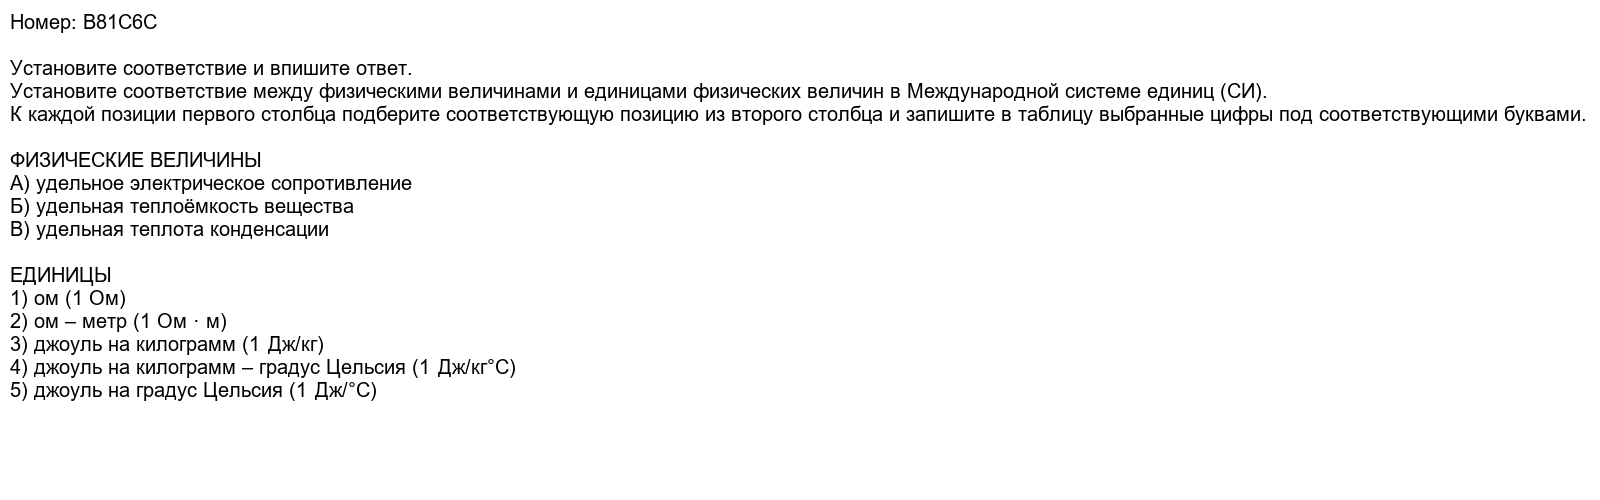 Номер: B81C6C
Установите соответствие и впишите ответ.
Установите соответствие между физическими величинами и единицами физических величин в Международной системе единиц (СИ).
К каждой позиции первого столбца подберите соответствующую позицию из второго столбца и запишите в таблицу выбранные цифры под соответствующими буквами.
ФИЗИЧЕСКИЕ ВЕЛИЧИНЫ
А) удельное электрическое сопротивление
Б) удельная теплоёмкость вещества
В) удельная теплота конденсации
ЕДИНИЦЫ
1) ом (1 Ом)
2) ом – метр (1 Ом · м)
3) джоуль на килограмм (1 Дж/кг)
4) джоуль на килограмм – градус Цельсия (1 Дж/кг°С)
5) джоуль на градус Цельсия (1 Дж/°С)